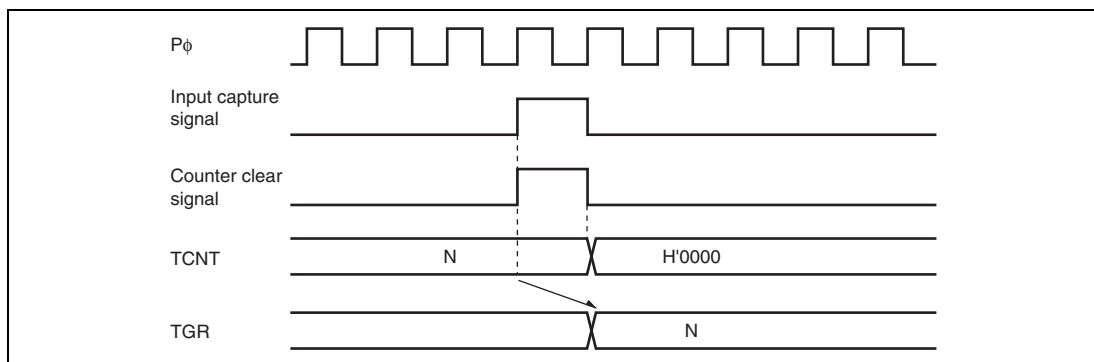 Pϕ
Input capture
signal
Counter clear
signal
TCNT
N
H'0000
TGR
N